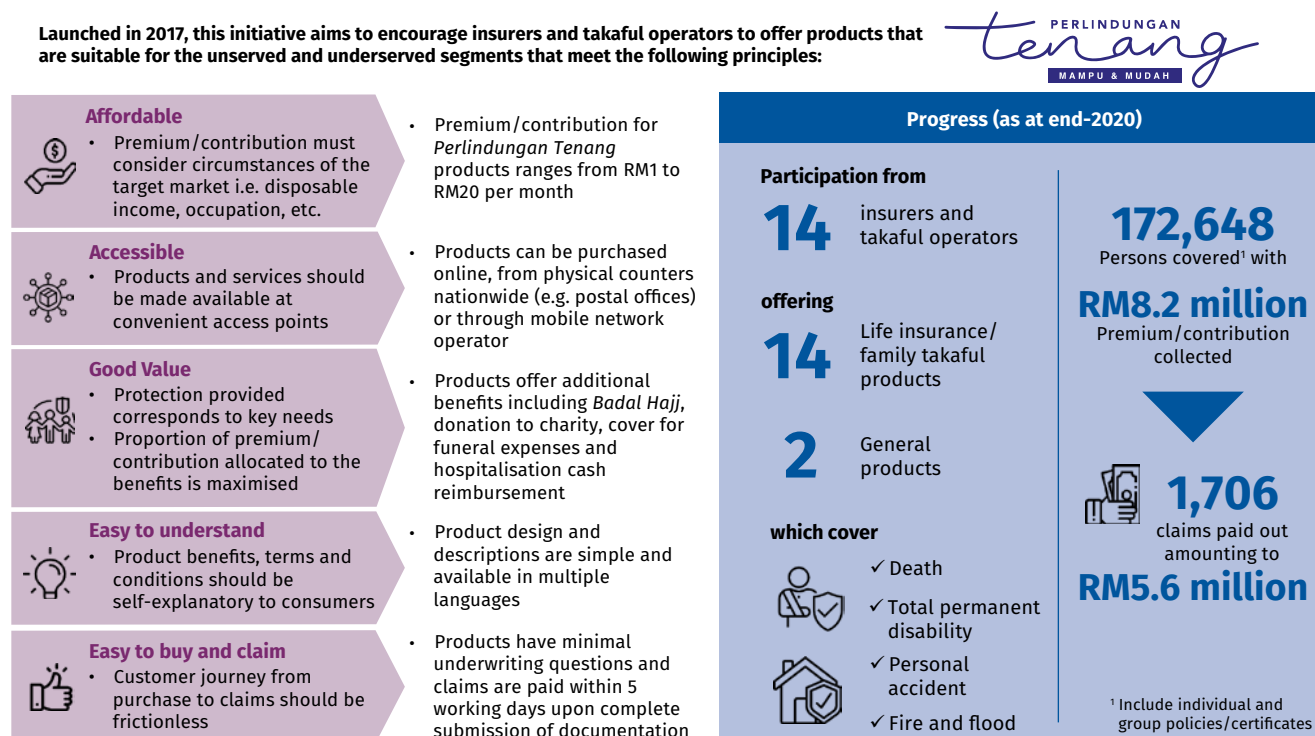 Launched in 2017, this initiative aims to encourage insurers and takaful operators to offer products that
are suitable for the unserved and underserved segments that meet the following principles:
PERLINDUNGAN
tenang
MAMPU & MUDAH
Affordable
• Premium/contribution must
consider circumstances of the
target market i.e. disposable
income, occupation, etc.
• Premium/contribution for
Perlindungan Tenang
products ranges from RM1 to
RM20 per month
Accessible
• Products and services should
be made available at
convenient access points
• Products can be purchased
online, from physical counters
nationwide (e.g. postal offices)
or through mobile network
operator
Good Value
• Protection provided
corresponds to key needs
• Proportion of premium/
contribution allocated to the
benefits is maximised
• Products offer additional
benefits including Badal Hajj,
donation to charity, cover for
funeral expenses and
hospitalisation cash
reimbursement
Easy to understand
• Product benefits, terms and
conditions should be
self-explanatory to consumers
• Product design and
descriptions are simple and
available in multiple
languages
Easy to buy and claim
• Customer journey from
purchase to claims should be
frictionless
• Products have minimal
underwriting questions and
claims are paid within 5
working days upon complete
submission of documentation
Progress (as at end-2020)
Participation from
14
insurers and
takaful operators
offering
14
Life insurance/
family takaful
products
2
General
products
which cover
✓ Death
✓ Total permanent
disability
✓ Personal
accident
✓ Fire and flood
172,648
Persons covered¹ with
RM8.2 million
Premium/contribution
collected
1,706
claims paid out
amounting to
RM5.6 million
¹ Include individual and
group policies/certificates